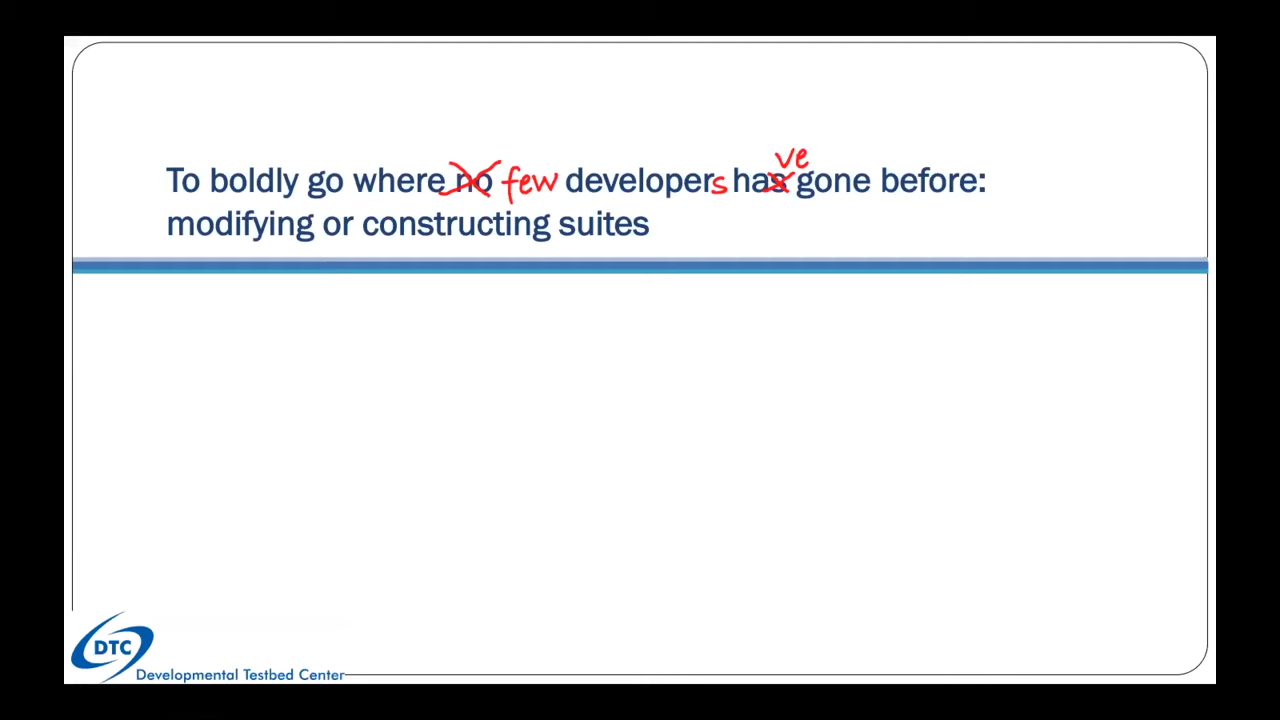 To boldly go where no few developers has ve gone before:
modifying or constructing suites
DTC
Developmental Testbed Center